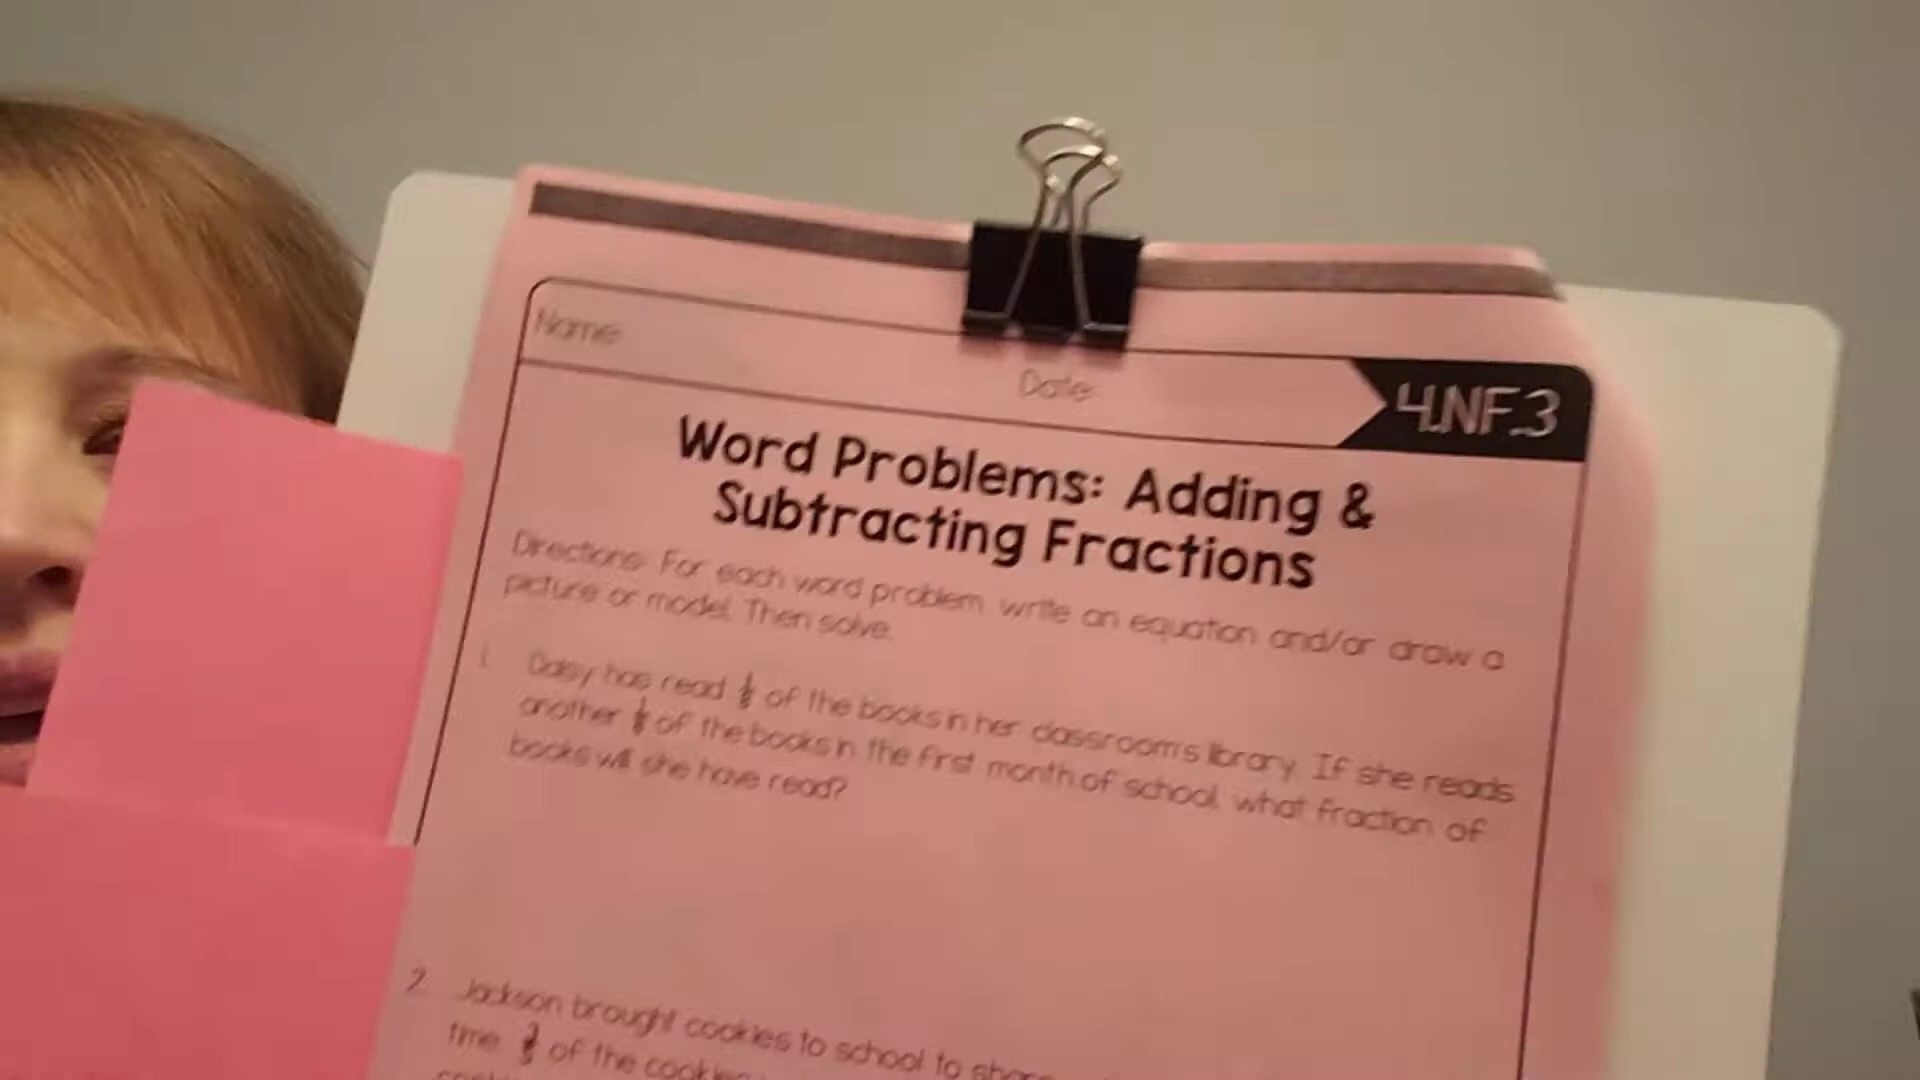 Name:
Date:
4.NF.3
Word Problems: Adding &
Subtracting Fractions
Directions: For each word problem, write an equation and/or draw a
picture or model. Then solve.
1. Daisy has read of the books in her classroom's library. If she reads
another of the books in the first month of school, what fraction of
books will she have read?
2. Jackson brought cookies to school to
time of the cookies